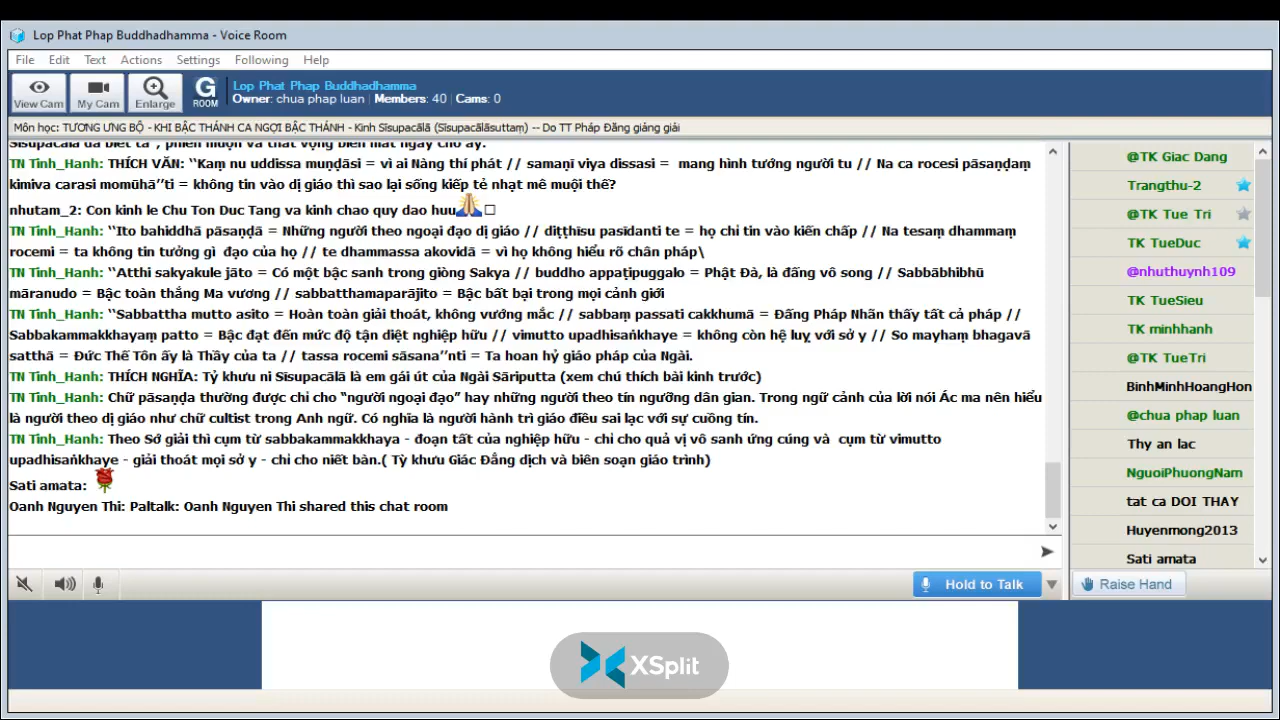 Lop Phat Phap Buddhadhamma - Voice Room
File Edit Text Actions Settings Following Help
View Cam My Cam Enlarge G ROOM
Lop Phat Phap Buddhadhamma
Owner: chua phap luan | Members: 40 | Cams: 0
Môn học: TƯƠNG ƯNG BỘ - KHI BẬC THÁNH CA NGỢI BẬC THÁNH - Kinh Sīsupacālā (Sīsupacālāsuttaṃ) -- Do TT Pháp Đăng giảng giải
TN Tinh_Hanh: THÍCH VĂN: ‘‘Kaṃ nu uddissa muṇḍāsi = vì ai Nàng thí phát // samaṇī viya dissasi = mang hình tướng người tu // Na ca rocesi pāsaṇḍaṃ
kimiva carasi momūhā’’ti = không tin vào dị giáo thì sao lại sống kiếp tẻ nhạt mê muội thế?
nhutam_2: Con kinh le Chu Ton Duc Tang va kinh chao quy dao huu🙏□
TN Tinh_Hanh: ‘‘Ito bahiddhā pāsaṇḍā = Những người theo ngoại đạo dị giáo // diṭṭhīsu pasīdanti te = họ chỉ tin vào kiến chấp // Na tesaṃ dhammaṃ
rocemi = ta không tin tưởng gì đạo của họ // te dhammassa akovidā = vì họ không hiểu rõ chân pháp\
TN Tinh_Hanh: ‘‘Atthi sakyakule jāto = Có một bậc sanh trong giòng Sakya // buddho appaṭipuggalo = Phật Đà, là đấng vô song // Sabbābhibhū
māranudo = Bậc toàn thắng Ma vương // sabbatthamaparājito = Bậc bất bại trong mọi cảnh giới
TN Tinh_Hanh: ‘‘Sabbattha mutto asito = Hoàn toàn giải thoát, không vướng mắc // sabbaṃ passati cakkhumā = Đấng Pháp Nhãn thấy tất cả pháp //
Sabbakammakkhayaṃ patto = Bậc đạt đến mức độ tận diệt nghiệp hữu // vimutto upadhisaṅkhaye = không còn hệ luỵ với sở y // So mayhaṃ bhagavā
satthā = Đức Thế Tôn ấy là Thầy của ta // tassa rocemi sāsana’’nti = Ta hoan hỷ giáo pháp của Ngài.
TN Tinh_Hanh: THÍCH NGHĨA: Tỷ khưu ni Sīsupacālā là em gái út của Ngài Sāriputta (xem chú thích bài kinh trước)
TN Tinh_Hanh: Chữ pāsaṇḍa thường được chỉ cho “người ngoại đạo” hay những người theo tín ngưỡng dân gian. Trong ngữ cảnh của lời nói Ác ma nên hiểu
là người theo dị giáo như chữ cultist trong Anh ngữ. Có nghĩa là người hành trì giáo điều sai lạc với sự cuồng tín.
TN Tinh_Hanh: Theo Sớ giải thì cụm từ sabbakammakkhaya - đoạn tất của nghiệp hữu - chỉ cho quả vị vô sanh ứng cúng và cụm từ vimutto
upadhisaṅkhaye - giải thoát mọi sở y - chỉ cho niết bàn.( Tỳ khưu Giác Đẳng dịch và biên soạn giáo trình)
Sati amata: 🌹
Oanh Nguyen Thi: Paltalk: Oanh Nguyen Thi shared this chat room
Hold to Talk
@TK Giac Dang
Trangthu-2
@TK Tue Tri
TK TueDuc
@nhuthuynh109
TK TueSieu
TK minhhanh
@TK TueTri
BinhMinhHoangHon
@chua phap luan
Thy an lac
NguoiPhuongNam
tat ca DOI THAY
Huyenmong2013
Sati amata
Raise Hand
XSplit